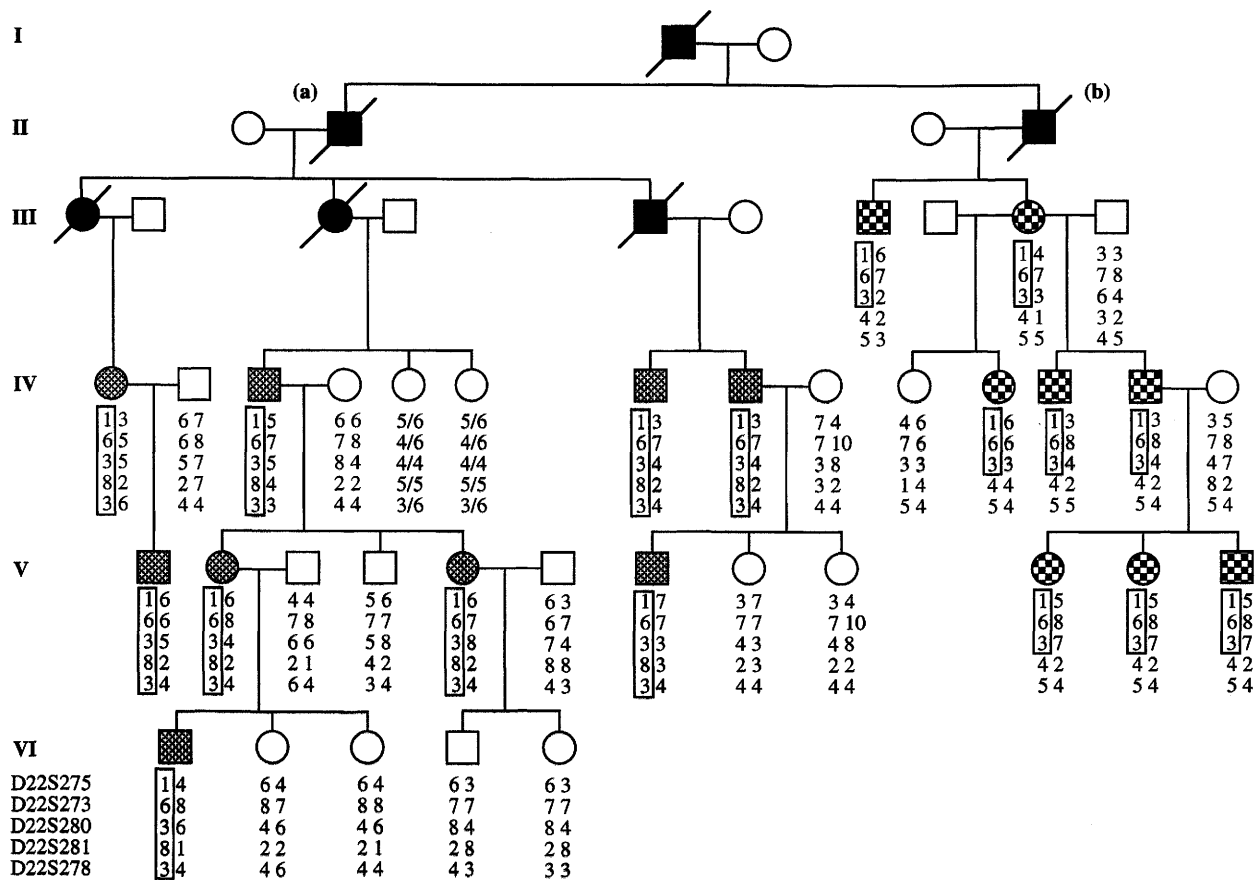 I
(a) (b)
II
III
1 6 1 4 3 3
6 7 6 7 7 8
3 2 3 3 6 4
4 2 4 1 3 2
5 3 5 5 4 5
IV
1 3 6 7 1 5 6 6 5/6 5/6 1 3 1 3 7 4 4 6 1 6 1 3 1 3 3 5
6 5 6 8 6 7 7 8 4/6 4/6 6 7 6 7 7 10 7 6 6 6 6 8 6 8 7 8
3 5 5 7 3 5 8 4 4/4 4/4 3 4 3 4 3 8 3 3 3 3 3 4 3 4 4 7
8 2 2 7 8 4 2 2 5/5 5/5 8 2 8 2 3 2 1 4 4 4 4 2 4 2 8 2
3 6 4 4 3 3 4 4 3/6 3/6 3 4 3 4 4 4 5 4 5 4 5 5 5 4 5 4
V
1 6 1 6 4 4 5 6 1 6 6 3 1 7 3 7 3 4 1 5 1 5 1 5
6 6 6 8 7 8 7 7 6 7 6 7 6 7 7 7 7 10 6 8 6 8 6 8
3 5 3 4 6 6 5 8 3 8 7 4 3 3 4 3 4 8 3 7 3 7 3 7
8 2 8 2 2 1 4 2 8 2 8 8 8 3 2 3 2 2 4 2 4 2 4 2
3 4 3 4 6 4 3 4 3 4 4 3 3 4 4 4 4 4 5 4 5 4 5 4
VI
D22S275 1 4 6 4 6 4 6 3 6 3
D22S273 6 8 8 7 8 8 7 7 7 7
D22S280 3 6 4 6 4 6 8 4 8 4
D22S281 8 1 2 2 2 1 2 8 2 8
D22S278 3 4 4 6 4 4 4 3 3 3